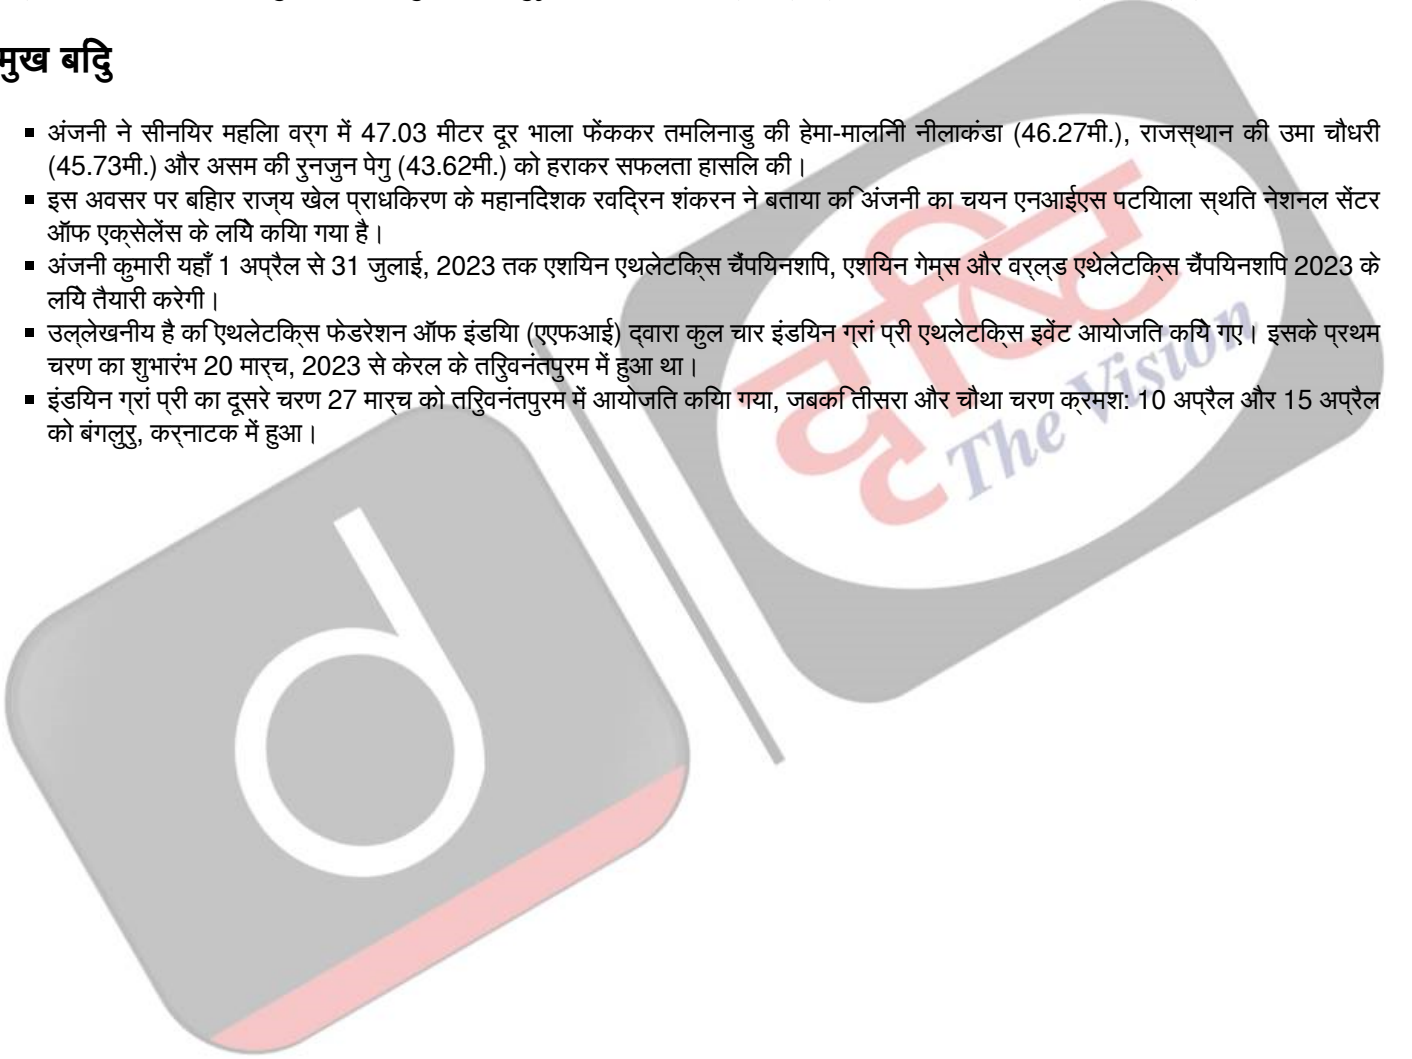 मुख बिंदु
▪ अंजनी ने सीनियर महिला वर्ग में 47.03 मीटर दूर भाला फेंककर तमिलनाडु की हेमा-मालिनी नीलाकंडा (46.27मी.), राजस्थान की उमा चौधरी
(45.73मी.) और असम की रुनजुन पेगु (43.62मी.) को हराकर सफलता हासिल की।
▪ इस अवसर पर बिहार राज्य खेल प्राधिकरण के महानिदेशक रवींद्रिन शंकरन ने बताया कि अंजनी का चयन एनआईएस पटियाला स्थित नेशनल सेंटर
ऑफ एक्सेलेंस के लिये किया गया है।
▪ अंजनी कुमारी यहाँ 1 अप्रैल से 31 जुलाई, 2023 तक एशियन एथलेटिक्स चैंपियनशिप, एशियन गेम्स और वर्ल्ड एथेलेटिक्स चैंपियनशिप 2023 के
लिये तैयारी करेगी।
▪ उल्लेखनीय है कि एथलेटिक्स फेडरेशन ऑफ इंडिया (एएफआई) द्वारा कुल चार इंडियन ग्रां प्री एथलेटिक्स इवेंट आयोजित किये गए। इसके प्रथम
चरण का शुभारंभ 20 मार्च, 2023 से केरल के तिरुवनंतपुरम में हुआ था।
▪ इंडियन ग्रां प्री का दूसरे चरण 27 मार्च को तिरुवनंतपुरम में आयोजित किया गया, जबकि तीसरा और चौथा चरण क्रमश: 10 अप्रैल और 15 अप्रैल
को बंगलुरु, कर्नाटक में हुआ।
दृष्टि
The Vision
d